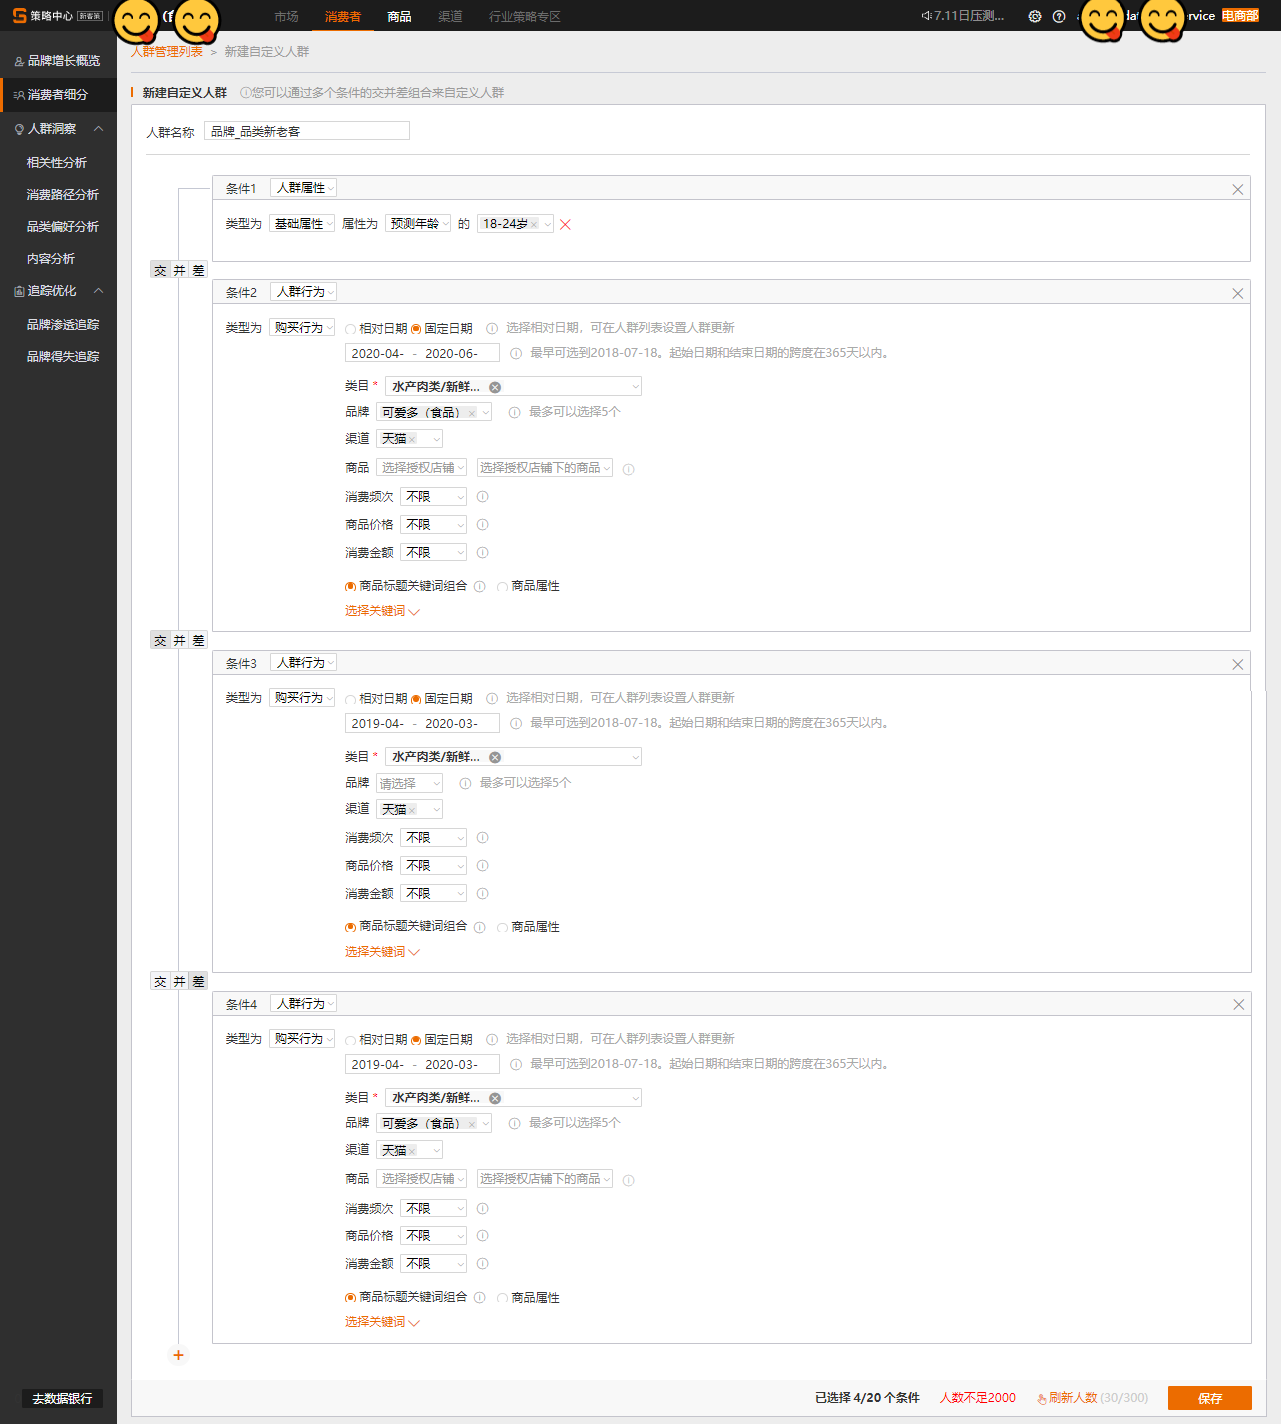 策略中心 新客策
市场 消费者 商品 渠道 行业策略专区 7.11日压测... rvice 电商部
品牌增长概览
消费者细分
人群洞察
相关性分析
消费路径分析
品类偏好分析
内容分析
追踪优化
品牌渗透追踪
品牌得失追踪
去数据银行
人群管理列表 > 新建自定义人群
新建自定义人群 您可以通过多个条件的交并差组合来自定义人群
人群名称 品牌_品类新老客
条件1 人群属性
类型为 基础属性 属性为 预测年龄 的 18-24岁
交 并 差
条件2 人群行为
类型为 购买行为 相对日期 固定日期 选择相对日期，可在人群列表设置人群更新
2020-04- - 2020-06- 最早可选到2018-07-18。起始日期和结束日期的跨度在365天以内。
类目 * 水产肉类/新鲜...
品牌 可爱多（食品） 最多可以选择5个
渠道 天猫
商品 选择授权店铺 选择授权店铺下的商品
消费频次 不限
商品价格 不限
消费金额 不限
商品标题关键词组合 商品属性
选择关键词
交 并 差
条件3 人群行为
类型为 购买行为 相对日期 固定日期 选择相对日期，可在人群列表设置人群更新
2019-04- - 2020-03- 最早可选到2018-07-18。起始日期和结束日期的跨度在365天以内。
类目 * 水产肉类/新鲜...
品牌 请选择 最多可以选择5个
渠道 天猫
消费频次 不限
商品价格 不限
消费金额 不限
商品标题关键词组合 商品属性
选择关键词
交 并 差
条件4 人群行为
类型为 购买行为 相对日期 固定日期 选择相对日期，可在人群列表设置人群更新
2019-04- - 2020-03- 最早可选到2018-07-18。起始日期和结束日期的跨度在365天以内。
类目 * 水产肉类/新鲜...
品牌 可爱多（食品） 最多可以选择5个
渠道 天猫
商品 选择授权店铺 选择授权店铺下的商品
消费频次 不限
商品价格 不限
消费金额 不限
商品标题关键词组合 商品属性
选择关键词
+
已选择 4/20 个条件 人数不足2000 刷新人数 (30/300) 保存